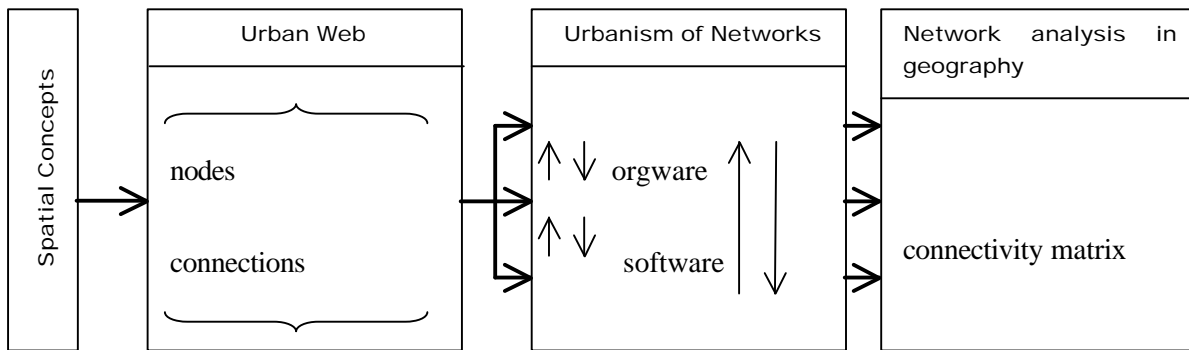 Spatial Concepts
Urban Web
nodes
connections
Urbanism of Networks
orgware
software
Network analysis in
geography
connectivity matrix